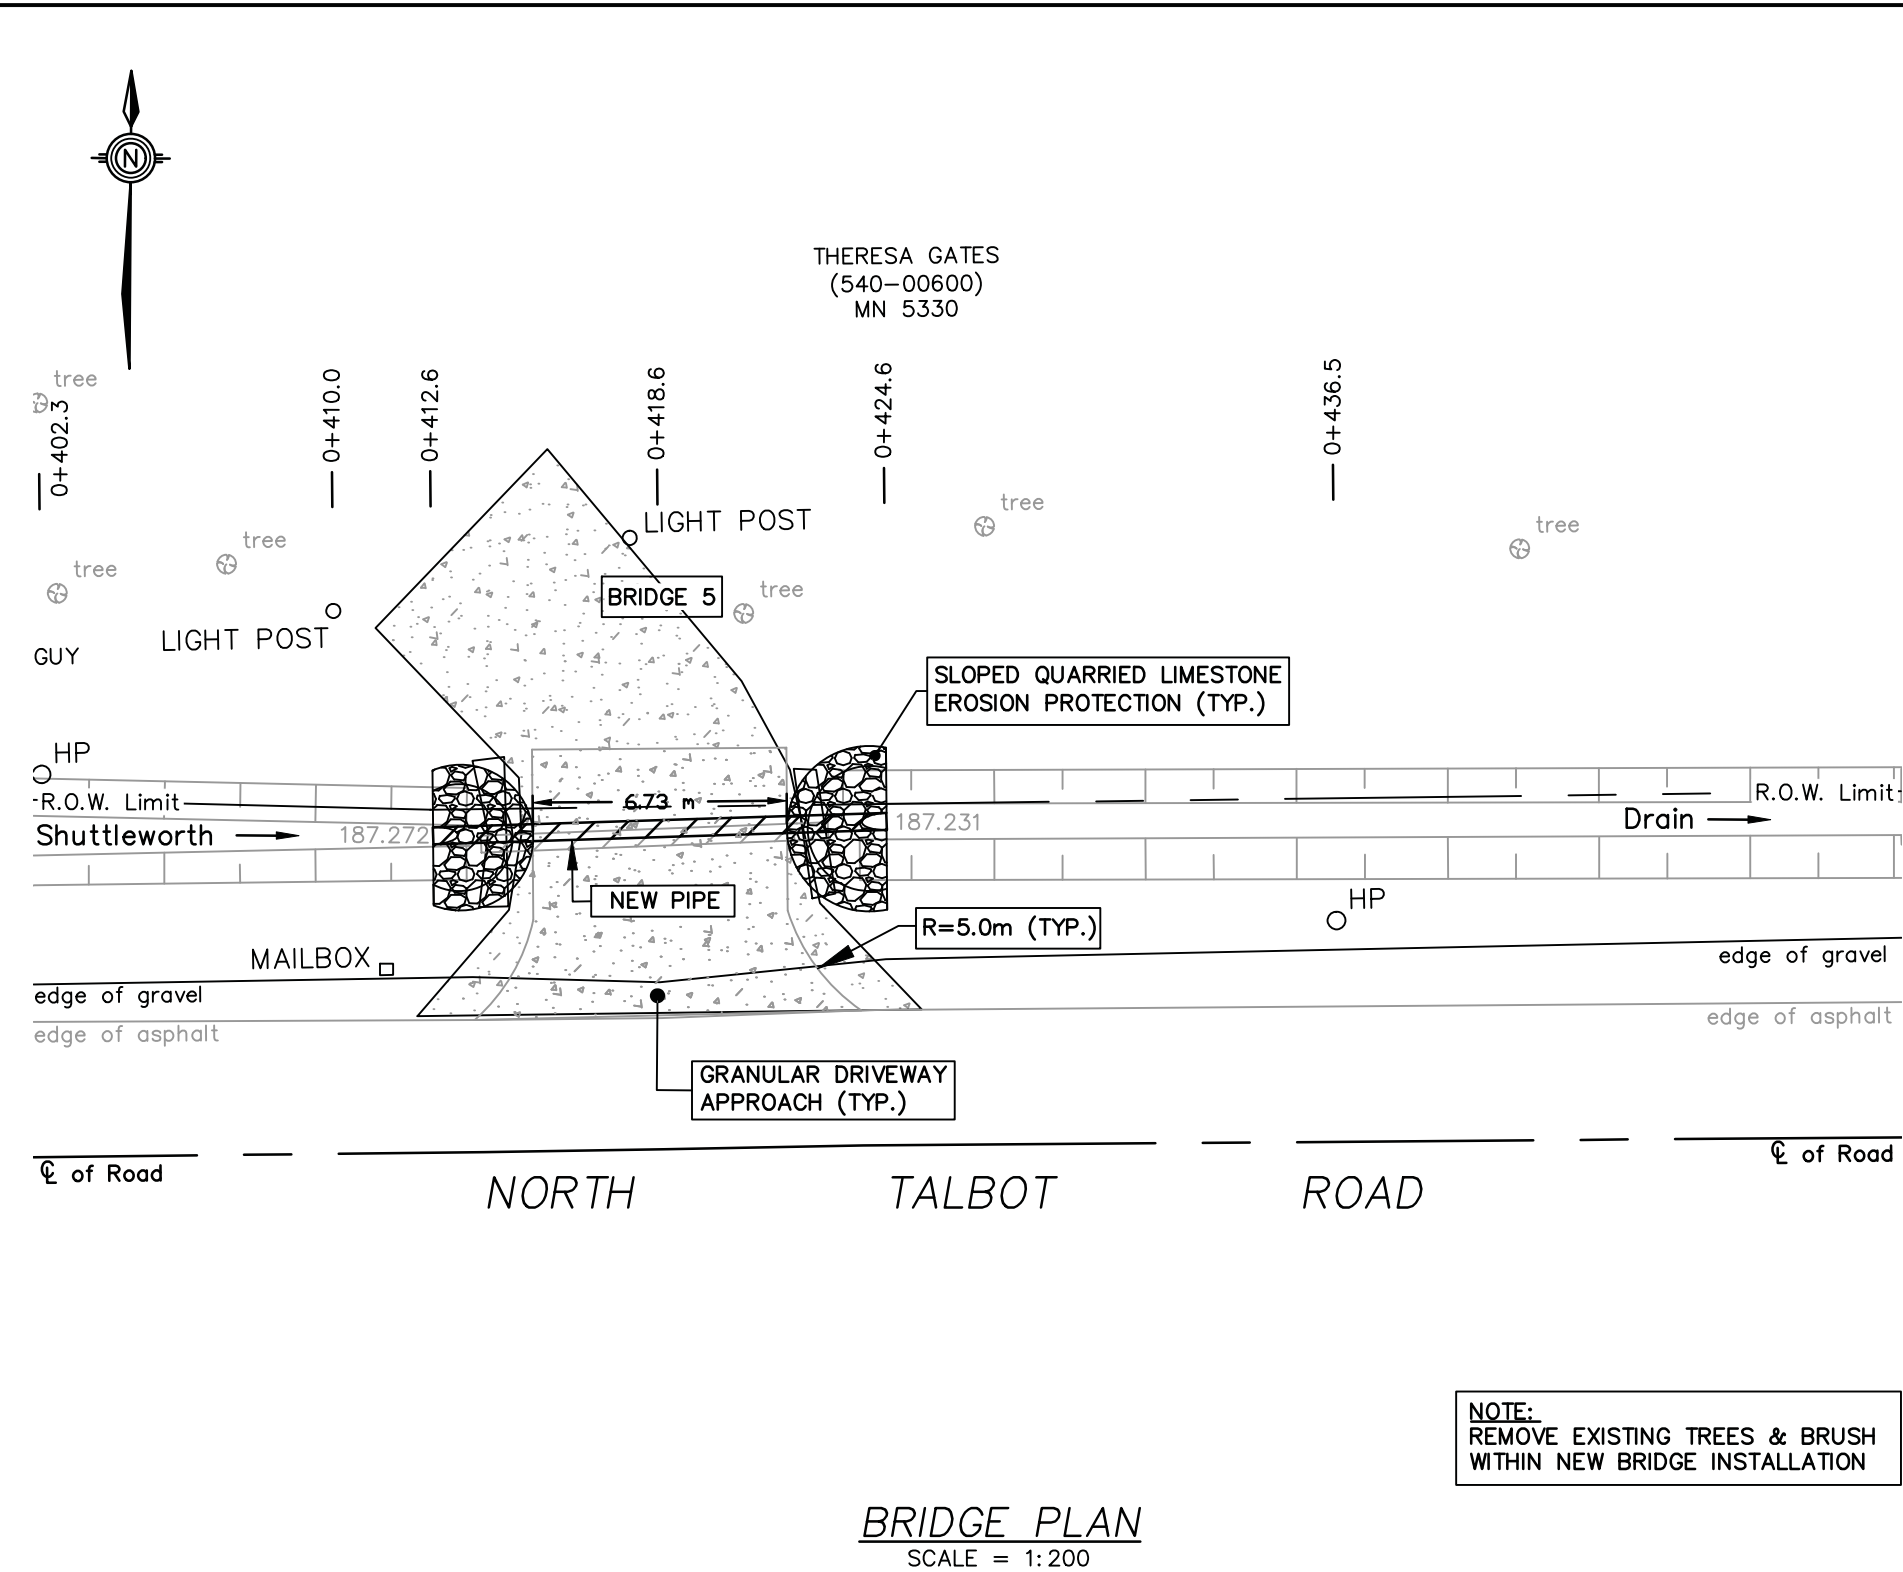 N
THERESA GATES
(540-00600)
MN 5330
tree
0+402.3
0+410.0
0+412.6
0+418.6
0+424.6
0+436.5
tree
tree
LIGHT POST
tree
tree
tree
BRIDGE 5
tree
LIGHT POST
GUY
SLOPED QUARRIED LIMESTONE
EROSION PROTECTION (TYP.)
HP
R.O.W. Limit
6.73 m
R.O.W. Limit
Shuttleworth
187.272
187.231
Drain
NEW PIPE
HP
R=5.0m (TYP.)
MAILBOX
edge of gravel
edge of gravel
edge of asphalt
edge of asphalt
GRANULAR DRIVEWAY
APPROACH (TYP.)
℄ of Road
℄ of Road
NORTH TALBOT ROAD
NOTE:
REMOVE EXISTING TREES & BRUSH
WITHIN NEW BRIDGE INSTALLATION
BRIDGE PLAN
SCALE = 1:200